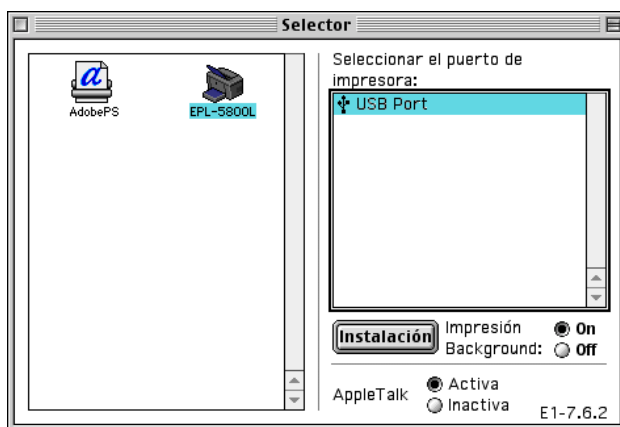 Selector
AdobePS
EPL-5800L
Seleccionar el puerto de
impresora:
USB Port
Instalación
Impresión
Background:
On
Off
AppleTalk
Activa
Inactiva
E1-7.6.2